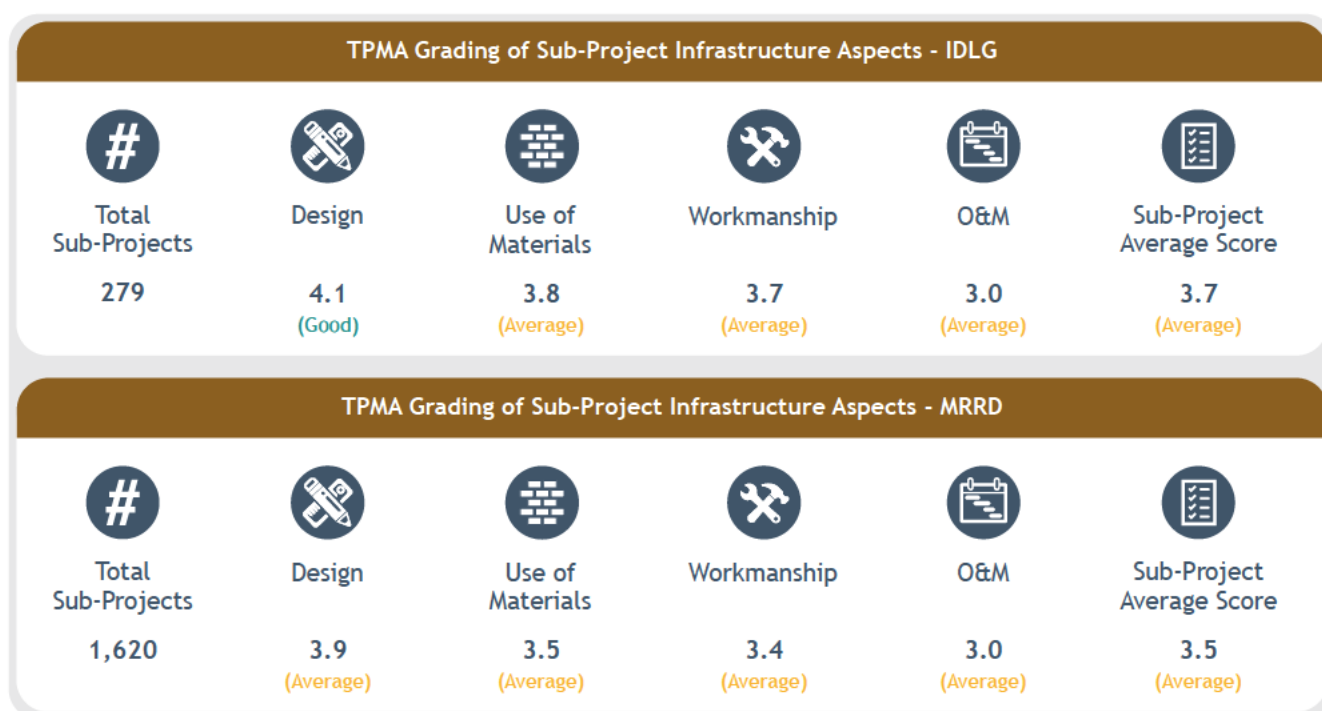 TPMA Grading of Sub-Project Infrastructure Aspects - IDLG
#
Total
Sub-Projects
279
Design
4.1
(Good)
Use of
Materials
3.8
(Average)
Workmanship
3.7
(Average)
O&M
3.0
(Average)
Sub-Project
Average Score
3.7
(Average)
TPMA Grading of Sub-Project Infrastructure Aspects - MRRD
#
Total
Sub-Projects
1,620
Design
3.9
(Average)
Use of
Materials
3.5
(Average)
Workmanship
3.4
(Average)
O&M
3.0
(Average)
Sub-Project
Average Score
3.5
(Average)